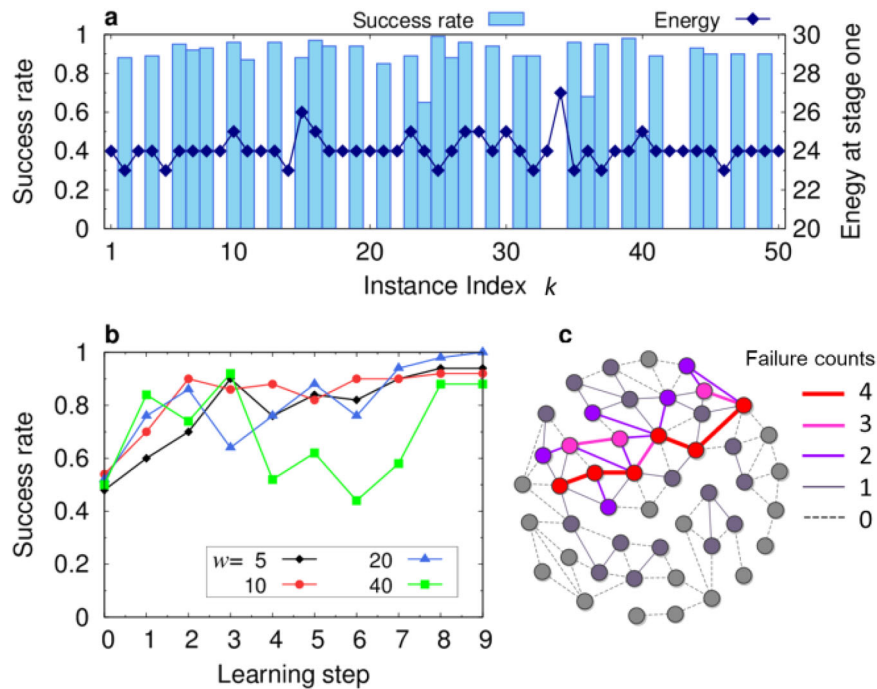 a
Success rate Energy
Success rate
1
0.8
0.6
0.4
0.2
0
30
28
26
24
22
20
Energy at stage one
1 10 20 30 40 50
Instance Index k
b
Success rate
1
0.8
0.6
0.4
0.2
0
w= 5 20
10 40
0 1 2 3 4 5 6 7 8 9
Learning step
c
Failure counts
4
3
2
1
0